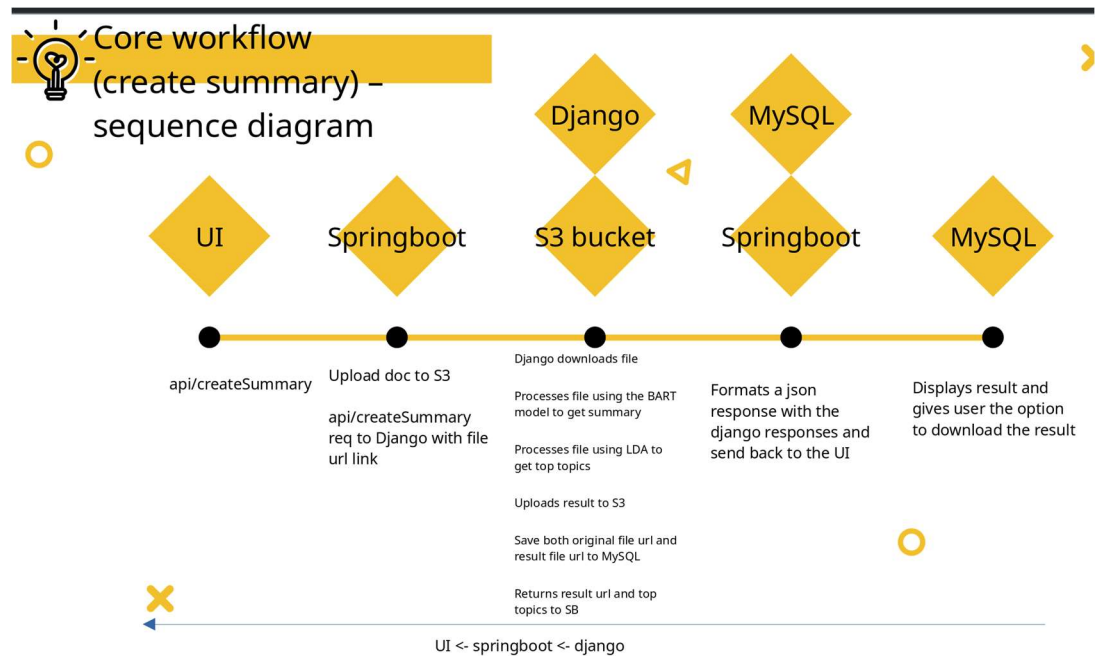 Core workflow
(create summary) –
sequence diagram
Django
MySQL
UI
Springboot
S3 bucket
Springboot
MySQL
api/createSummary
Upload doc to S3
api/createSummary
req to Django with file
url link
Django downloads file
Processes file using the BART
model to get summary
Processes file using LDA to
get top topics
Uploads result to S3
Save both original file url and
result file url to MySQL
Returns result url and top
topics to SB
Formats a json
response with the
django responses and
send back to the UI
Displays result and
gives user the option
to download the result
UI <- springboot <- django